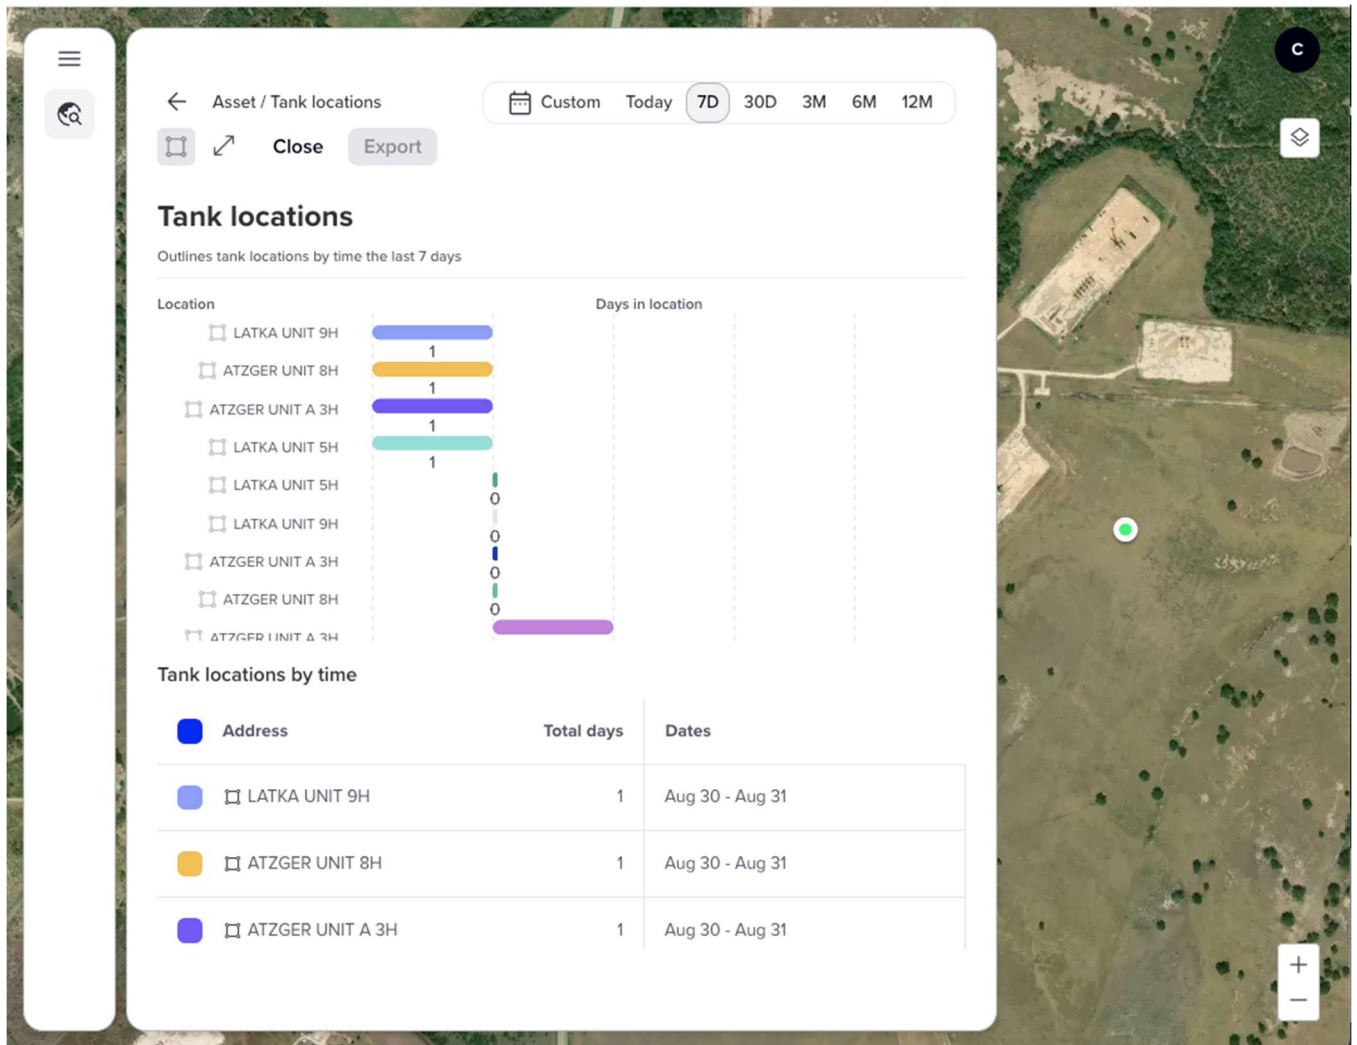 C
Asset / Tank locations
Custom Today 7D 30D 3M 6M 12M
Close Export
Tank locations
Outlines tank locations by time the last 7 days
Location Days in location
LATKA UNIT 9H
1
ATZGER UNIT 8H
1
ATZGER UNIT A 3H
1
LATKA UNIT 5H
1
LATKA UNIT 5H
0
LATKA UNIT 9H
0
ATZGER UNIT A 3H
0
ATZGER UNIT 8H
0
ATZGER UNIT A 3H
Tank locations by time
Address Total days Dates
LATKA UNIT 9H 1 Aug 30 - Aug 31
ATZGER UNIT 8H 1 Aug 30 - Aug 31
ATZGER UNIT A 3H 1 Aug 30 - Aug 31